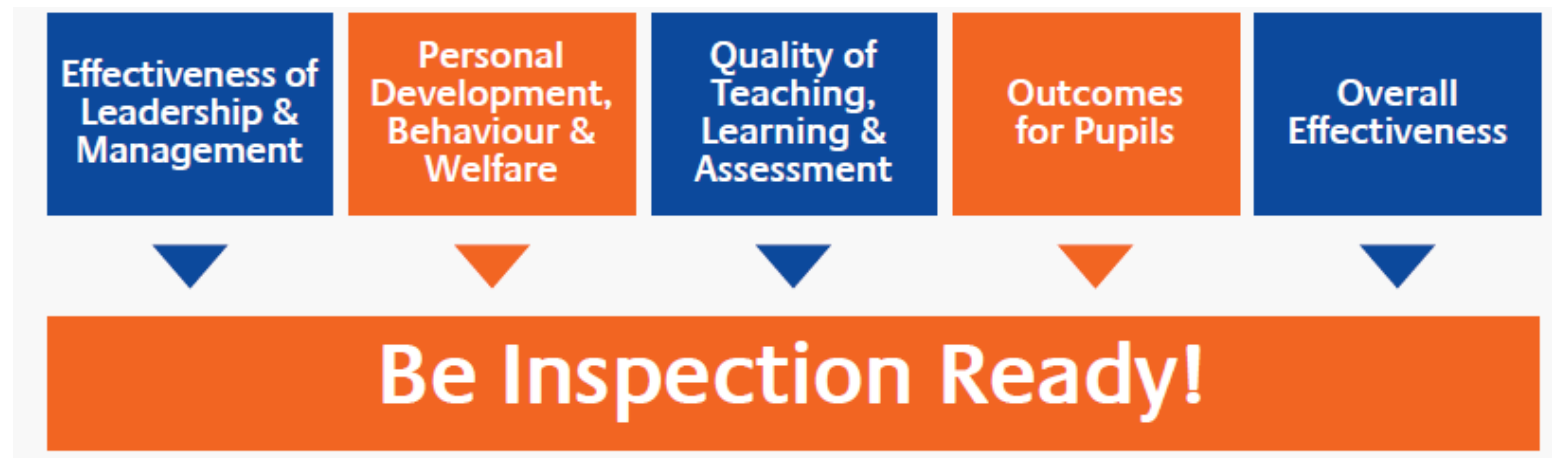 Effectiveness of
Leadership &
Management
Personal
Development,
Behaviour &
Welfare
Quality of
Teaching,
Learning &
Assessment
Outcomes
for Pupils
Overall
Effectiveness
Be Inspection Ready!